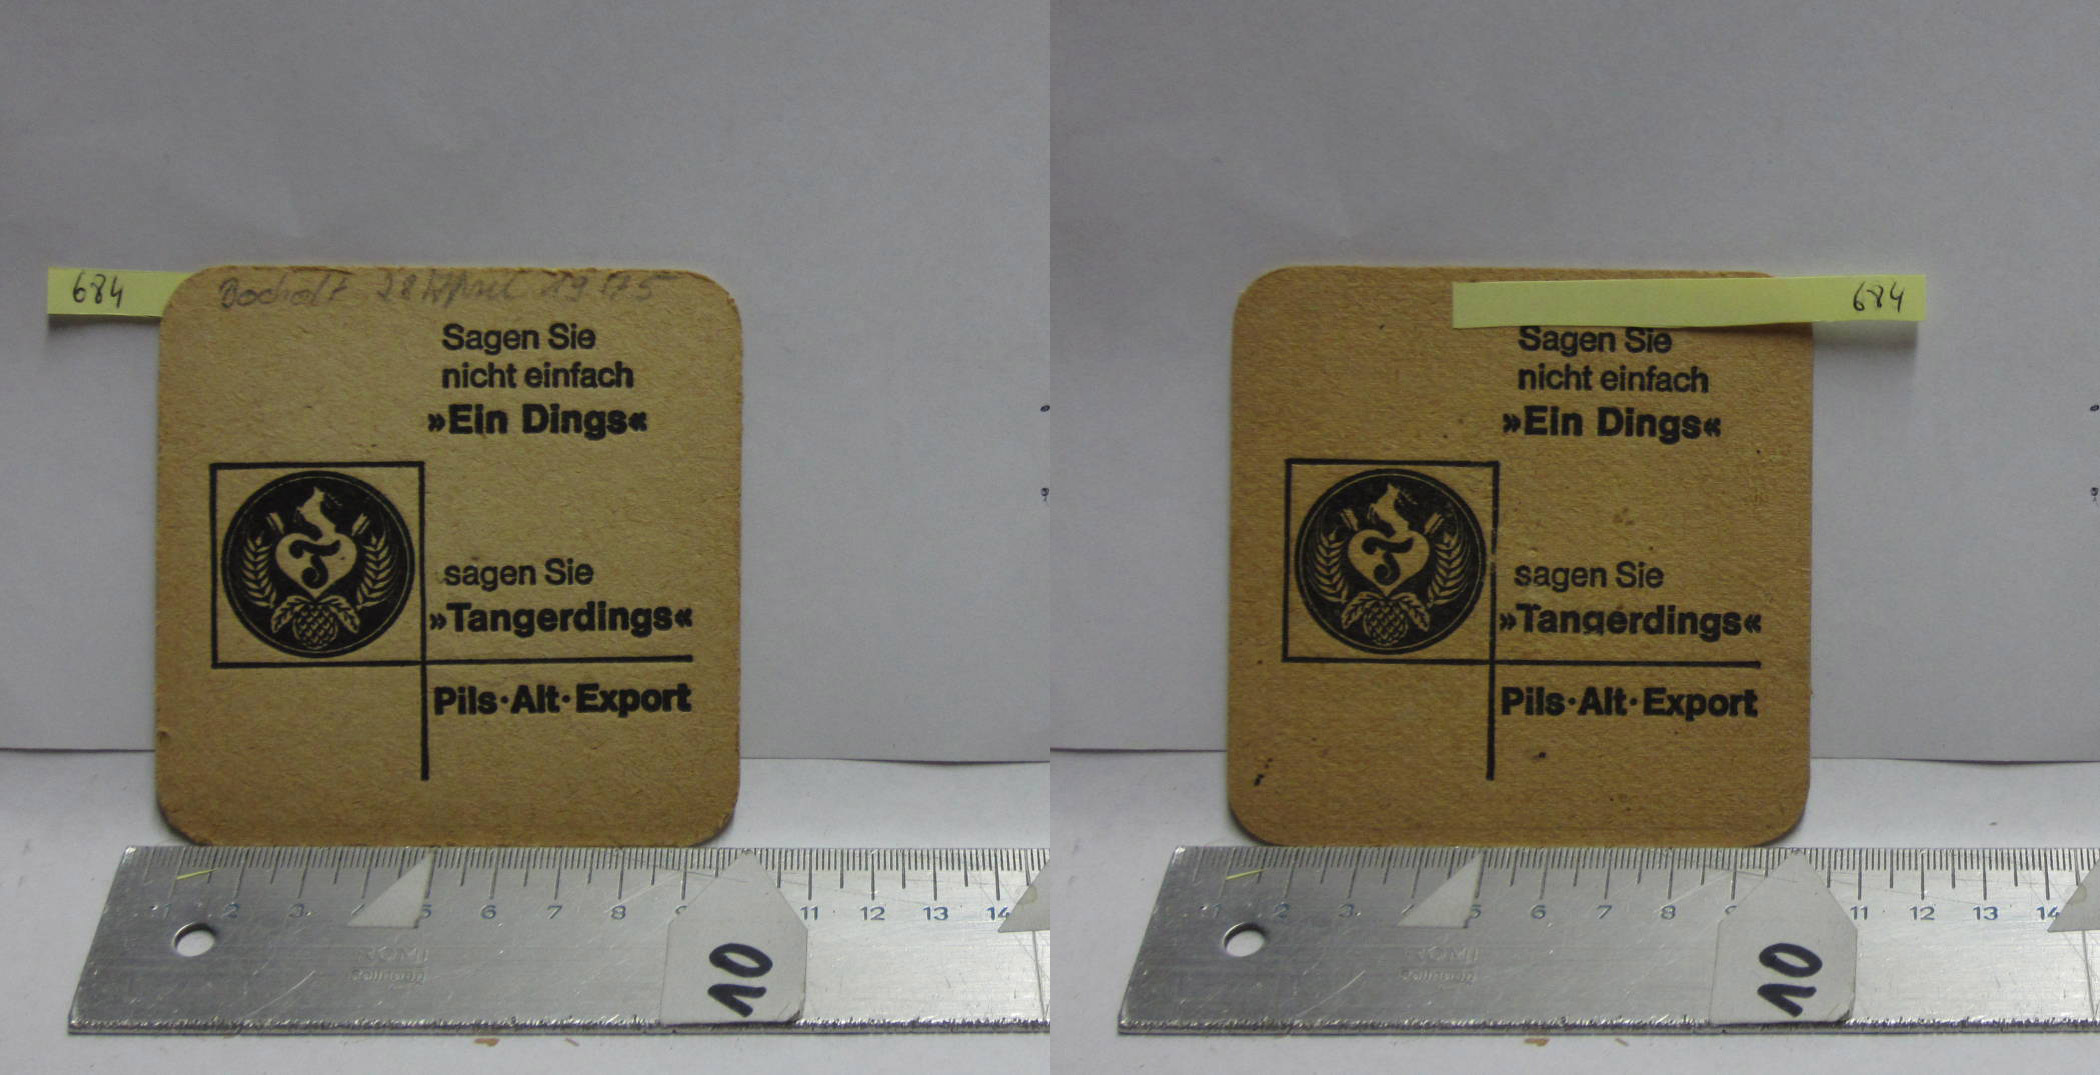 684
Bocholt 28 April 1975
Sagen Sie
nicht einfach
»Ein Dings«
T
sagen Sie
»Tangerdings«
Pils·Alt·Export
1 2 3 4 5 6 7 8 9 11 12 13 14
10
684
Sagen Sie
nicht einfach
»Ein Dings«
T
sagen Sie
»Tangerdings«
Pils·Alt·Export
1 2 3 4 5 6 7 8 9 11 12 13 14
10